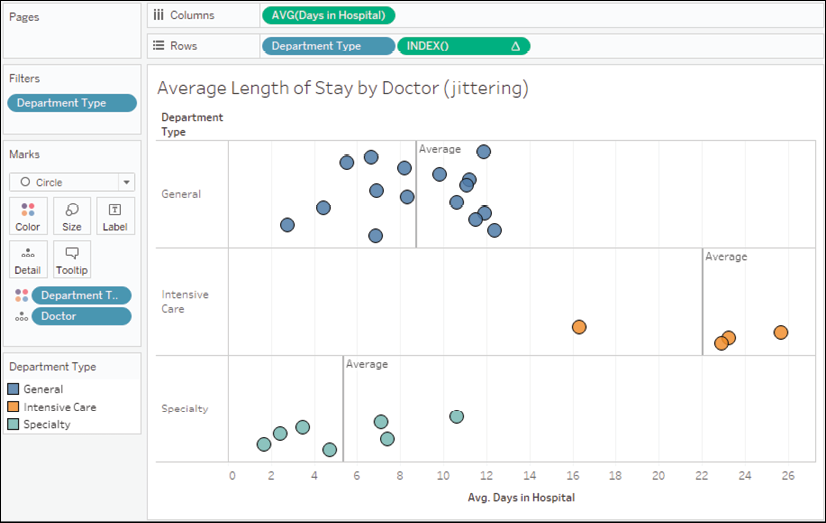 Pages
Columns
AVG(Days in Hospital)
Rows
Department Type
INDEX()
Δ
Filters
Department Type
Marks
Circle
Color
Size
Label
Detail
Tooltip
Department T..
Doctor
Department Type
General
Intensive Care
Specialty
Average Length of Stay by Doctor (jittering)
Department
Type
Average
General
Average
Intensive
Care
Average
Specialty
0 2 4 6 8 10 12 14 16 18 20 22 24 26
Avg. Days in Hospital